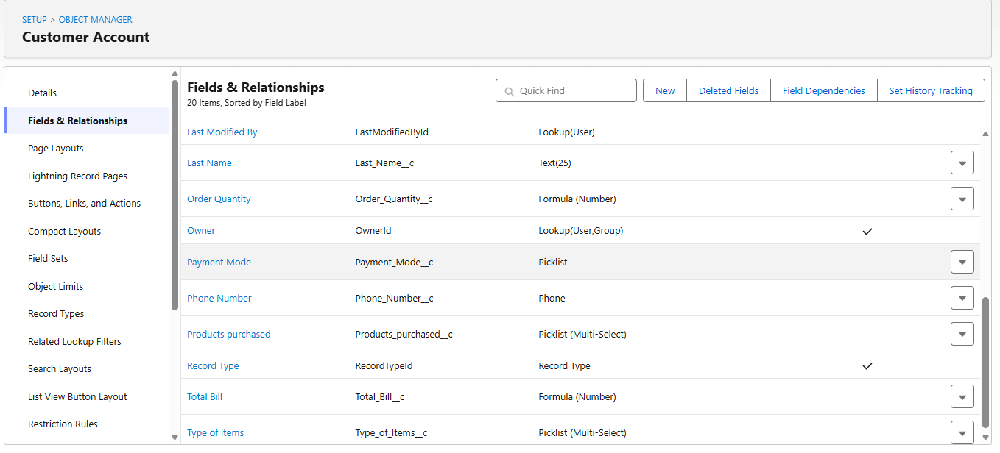 SETUP > OBJECT MANAGER
Customer Account
Details
Fields & Relationships
Page Layouts
Lightning Record Pages
Buttons, Links, and Actions
Compact Layouts
Field Sets
Object Limits
Record Types
Related Lookup Filters
Search Layouts
List View Button Layout
Restriction Rules
Fields & Relationships
20 Items, Sorted by Field Label
Quick Find
New Deleted Fields Field Dependencies Set History Tracking
Last Modified By LastModifiedById Lookup(User)
Last Name Last_Name__c Text(25)
Order Quantity Order_Quantity__c Formula (Number)
Owner OwnerId Lookup(User,Group)
Payment Mode Payment_Mode__c Picklist
Phone Number Phone_Number__c Phone
Products purchased Products_purchased__c Picklist (Multi-Select)
Record Type RecordTypeId Record Type
Total Bill Total_Bill__c Formula (Number)
Type of Items Type_of_Items__c Picklist (Multi-Select)